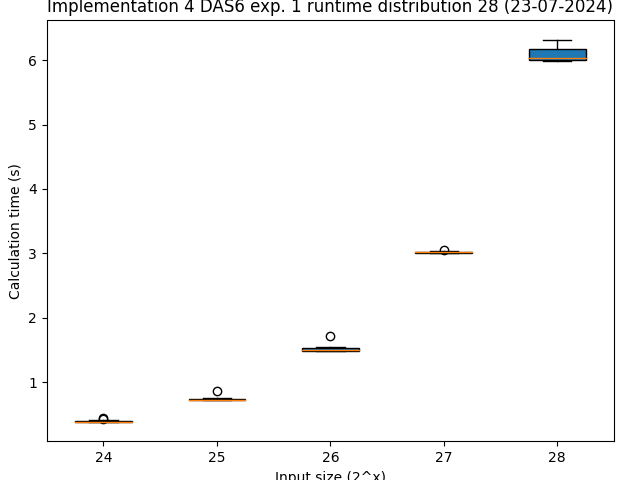 Implementation 4 DAS6 exp. 1 runtime distribution 28 (23-07-2024)
6
5
4
3
2
1
Calculation time (s)
24 25 26 27 28
Input size (2^x)